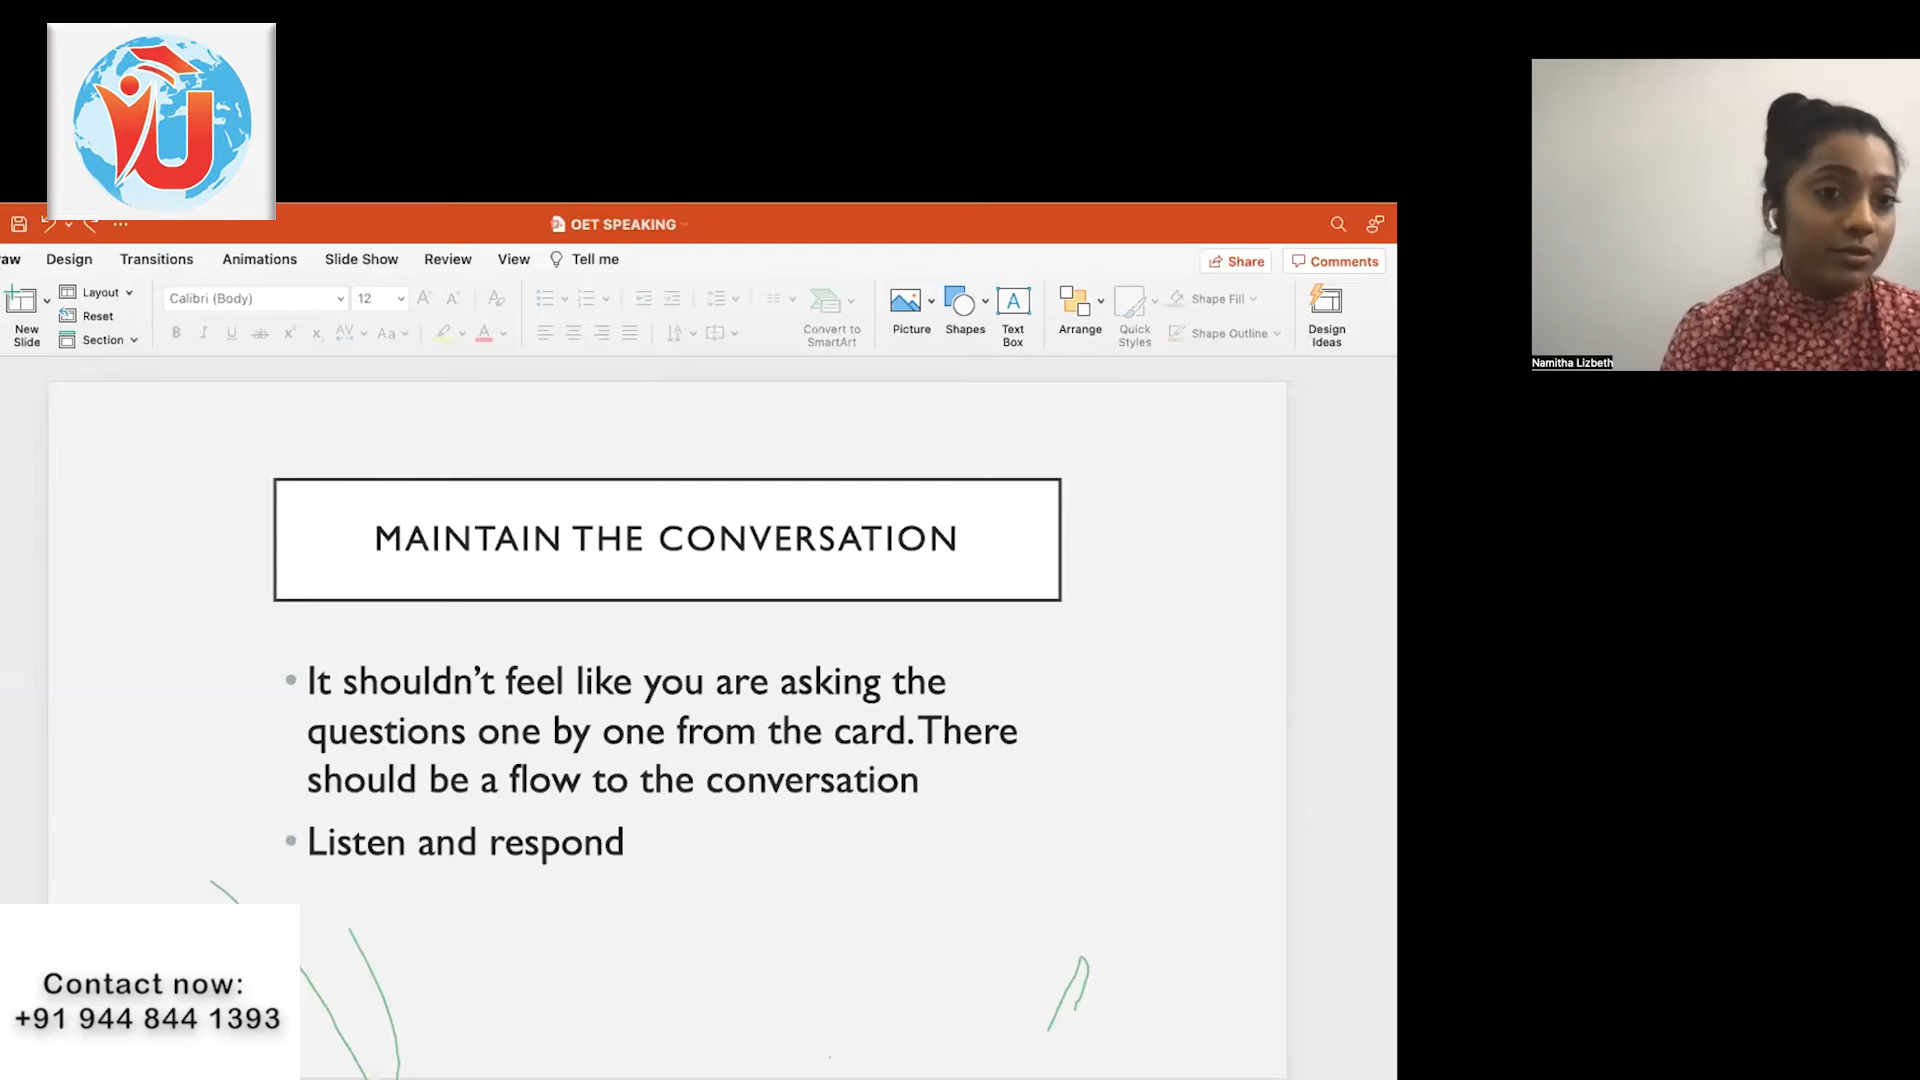 U
OET SPEAKING
aw Design Transitions Animations Slide Show Review View Tell me
Share Comments
New Slide
Layout
Reset
Section
Calibri (Body) 12
Convert to SmartArt
Picture Shapes Text Box
Arrange Quick Styles
Shape Fill
Shape Outline
Design Ideas
Namitha Lizbeth
MAINTAIN THE CONVERSATION
• It shouldn't feel like you are asking the
questions one by one from the card. There
should be a flow to the conversation
• Listen and respond
Contact now:
+91 944 844 1393